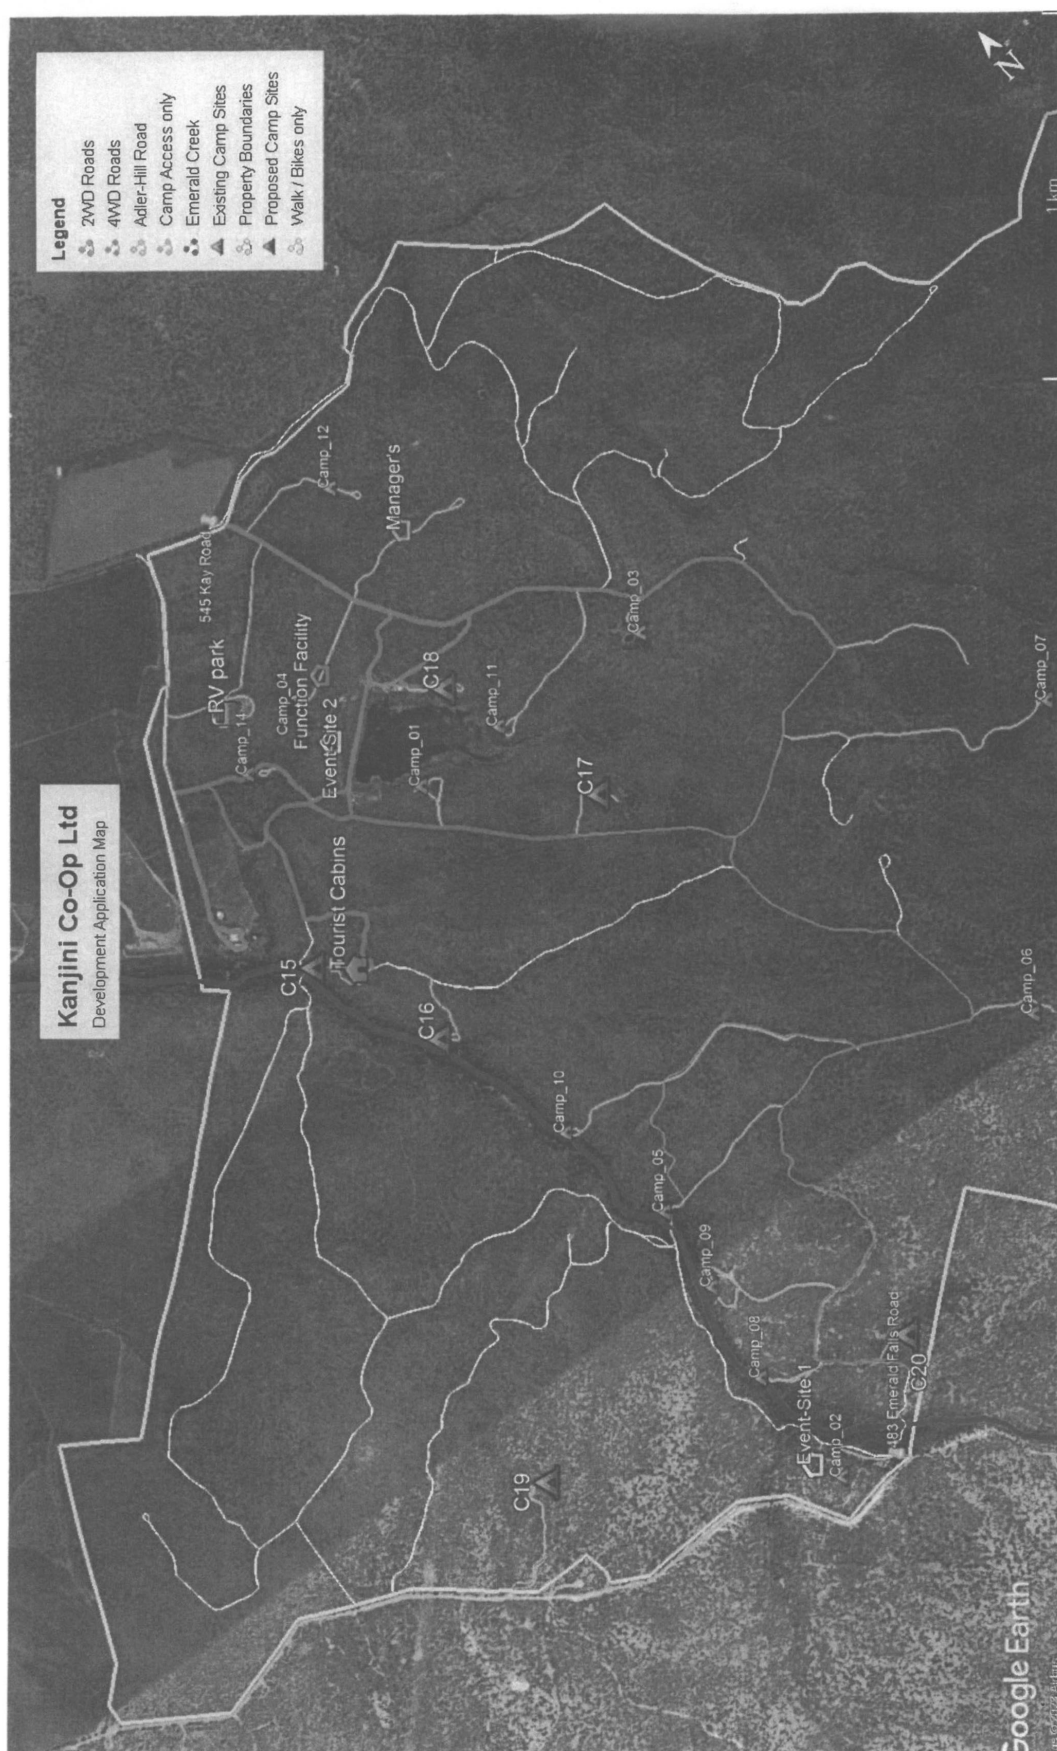 Kanjini Co-Op Ltd
Development Application Map
Legend
2WD Roads
4WD Roads
Adler-Hill Road
Camp Access only
Emerald Creek
Existing Camp Sites
Property Boundaries
Proposed Camp Sites
Walk / Bikes only
N
545 Kay Road
RV park
Camp_12
Camp_14
Camp_04
Function Facility
Manager's
Event-Site 2
C15
Tourist Cabins
Camp_01
C18
Camp_11
C16
C17
Camp_03
Camp_10
C19
Camp_05
Camp_09
Camp_08
Event-Site 1
Camp_02
483 Emerald Falls Road
C20
Camp_06
Camp_07
Google Earth
1 km